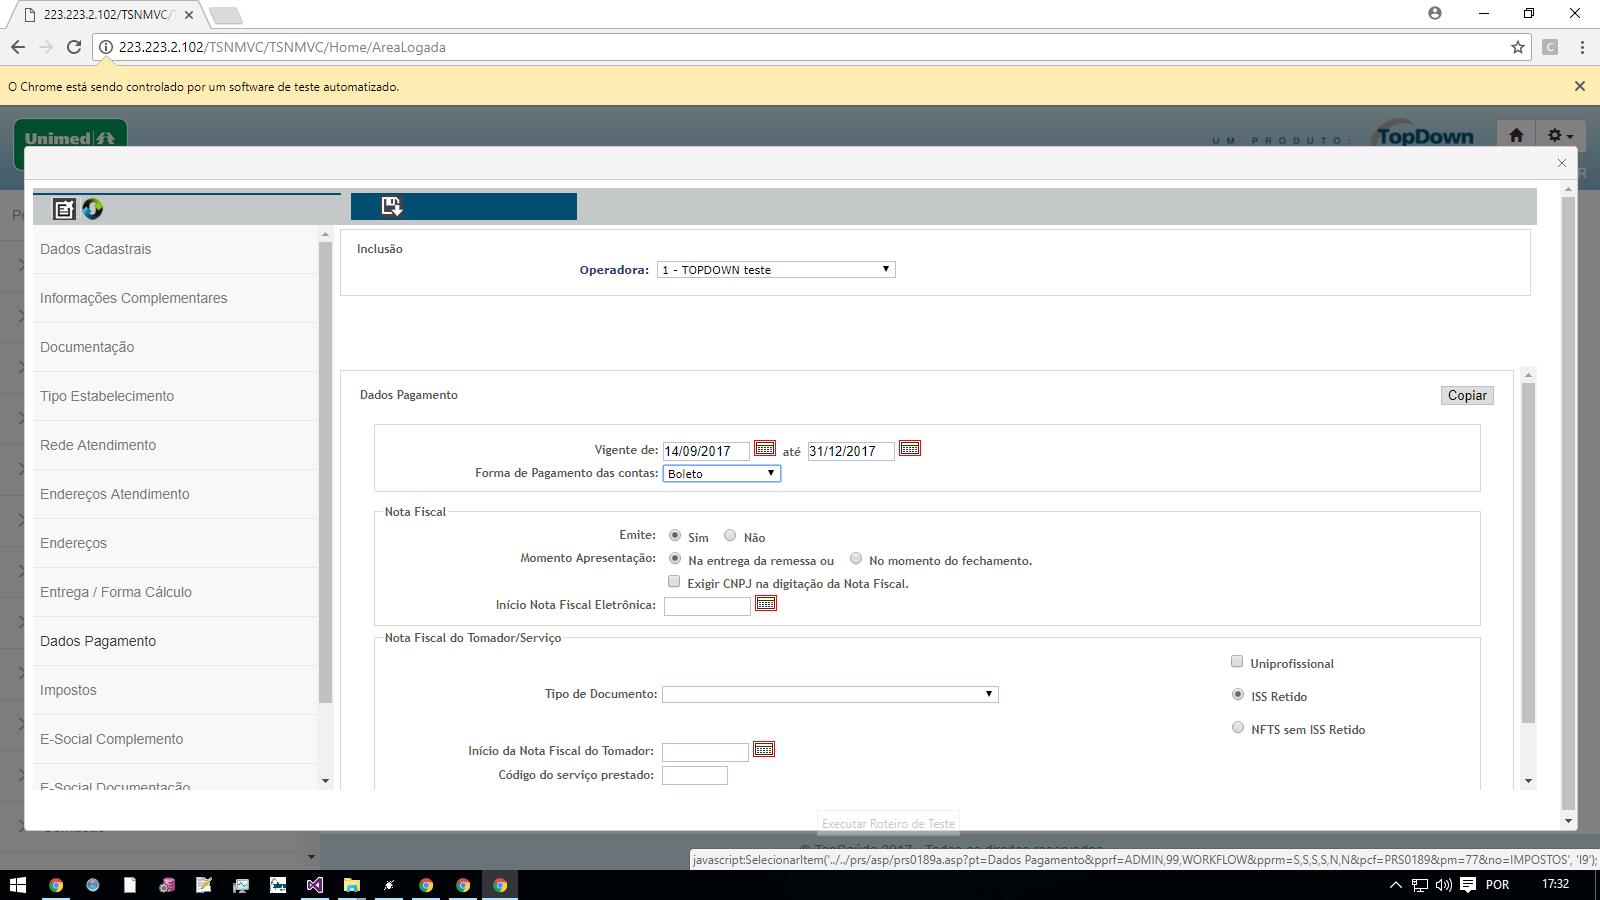 223.223.2.102/TSNMVC/
223.223.2.102/TSNMVC/TSNMVC/Home/AreaLogada
O Chrome está sendo controlado por um software de teste automatizado.
Unimed
UM PRODUTO:
TopDown
Dados Cadastrais
Informações Complementares
Documentação
Tipo Estabelecimento
Rede Atendimento
Endereços Atendimento
Endereços
Entrega / Forma Cálculo
Dados Pagamento
Impostos
E-Social Complemento
E-Social Documentação
Inclusão
Operadora: 1 - TOPDOWN teste
Dados Pagamento
Copiar
Vigente de: 14/09/2017 até 31/12/2017
Forma de Pagamento das contas: Boleto
Nota Fiscal
Emite: Sim Não
Momento Apresentação: Na entrega da remessa ou No momento do fechamento.
Exigir CNPJ na digitação da Nota Fiscal.
Início Nota Fiscal Eletrônica:
Nota Fiscal do Tomador/Serviço
Uniprofissional
Tipo de Documento:
ISS Retido
NFTS sem ISS Retido
Início da Nota Fiscal do Tomador:
Código do serviço prestado:
Executar Roteiro de Teste
javascript:SelecionarItem('../../prs/asp/prs0189a.asp?pt=Dados Pagamento&pprf=ADMIN,99,WORKFLOW&pprm=S,S,S,S,N,N&pcf=PRS0189&pm=77&no=IMPOSTOS', 'I9');
POR
17:32